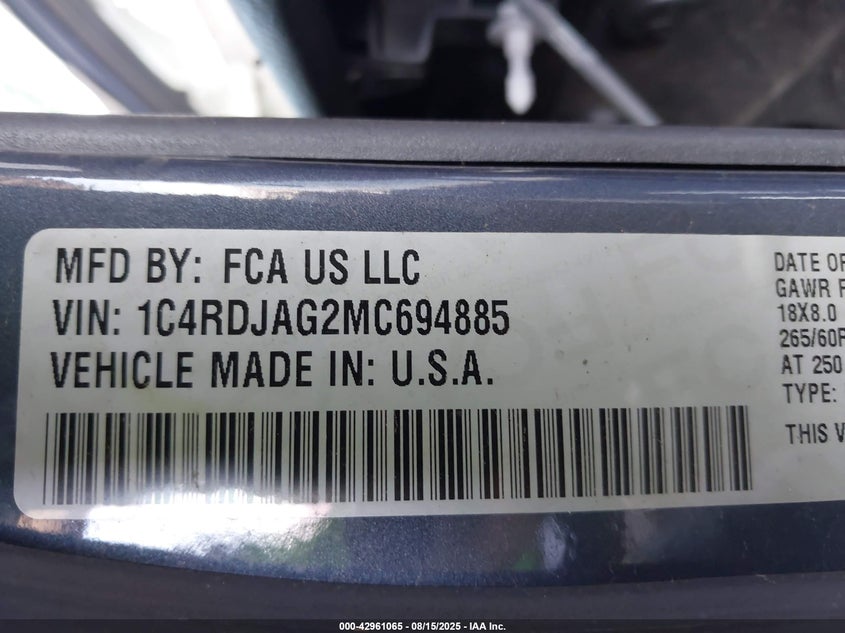 MFD BY: FCA US LLC
VIN: 1C4RDJAG2MC694885
VEHICLE MADE IN: U.S.A.
DATE OF
GAWR F
18X8.0
265/60R
AT 250
TYPE:
THIS V
000-42961065 - 08/15/2025 - IAA Inc.